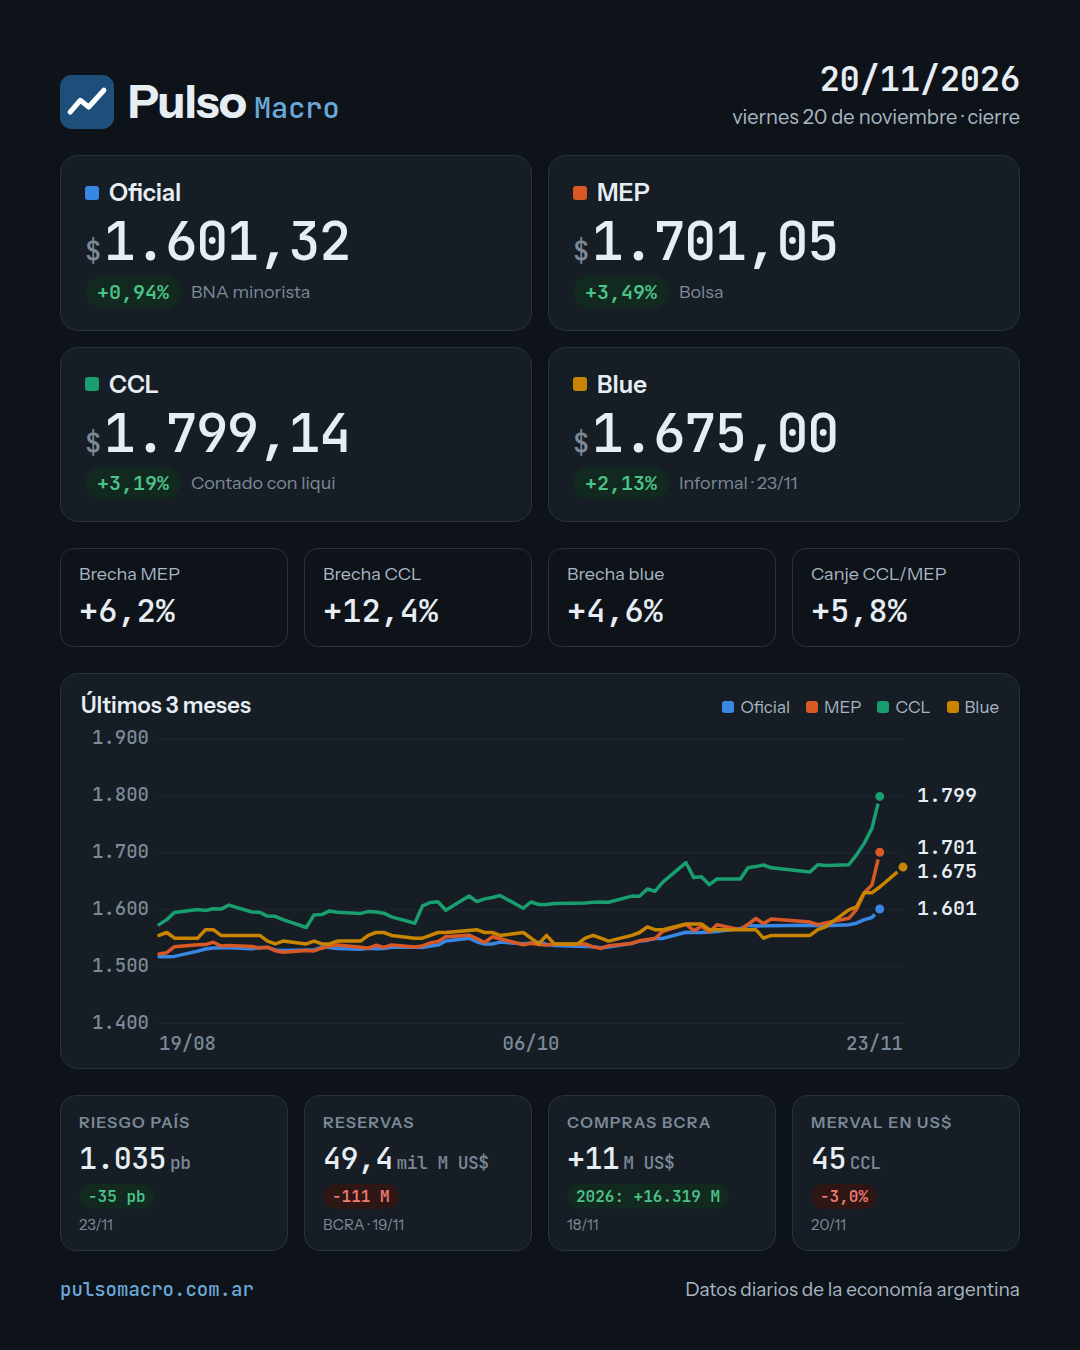 Pulso Macro
20/11/2026
viernes 20 de noviembre · cierre
Oficial
$1.601,32
+0,94% BNA minorista
MEP
$1.701,05
+3,49% Bolsa
CCL
$1.799,14
+3,19% Contado con liqui
Blue
$1.675,00
+2,13% Informal · 23/11
Brecha MEP
+6,2%
Brecha CCL
+12,4%
Brecha blue
+4,6%
Canje CCL/MEP
+5,8%
Últimos 3 meses
Oficial MEP CCL Blue
1.900
1.800
1.700
1.600
1.500
1.400
1.799
1.701
1.675
1.601
19/08 06/10 23/11
RIESGO PAÍS
1.035 pb
-35 pb
23/11
RESERVAS
49,4 mil M US$
-111 M
BCRA · 19/11
COMPRAS BCRA
+11 M US$
2026: +16.319 M
18/11
MERVAL EN US$
45 CCL
-3,0%
20/11
pulsomacro.com.ar
Datos diarios de la economía argentina